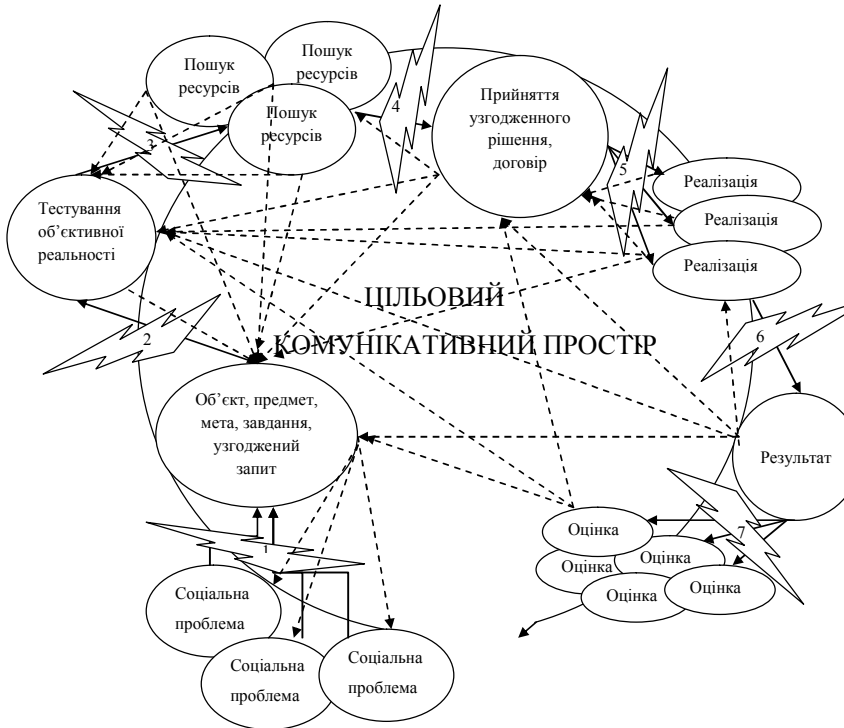 Пошук
ресурсів
Пошук
ресурсів
Пошук
ресурсів
4
Прийняття
узгодженного
рішення,
договір
3
5
Реалізація
Реалізація
Реалізація
Тестування
об’єктивної
реальності
ЦІЛЬОВИЙ
КОМУНІКАТИВНИЙ ПРОСТІР
2
6
Об’єкт, предмет,
мета, завдання,
узгоджений
запит
Результат
7
Оцінка
Оцінка
Оцінка
Оцінка
Оцінка
1
Соціальна
проблема
Соціальна
проблема
Соціальна
проблема